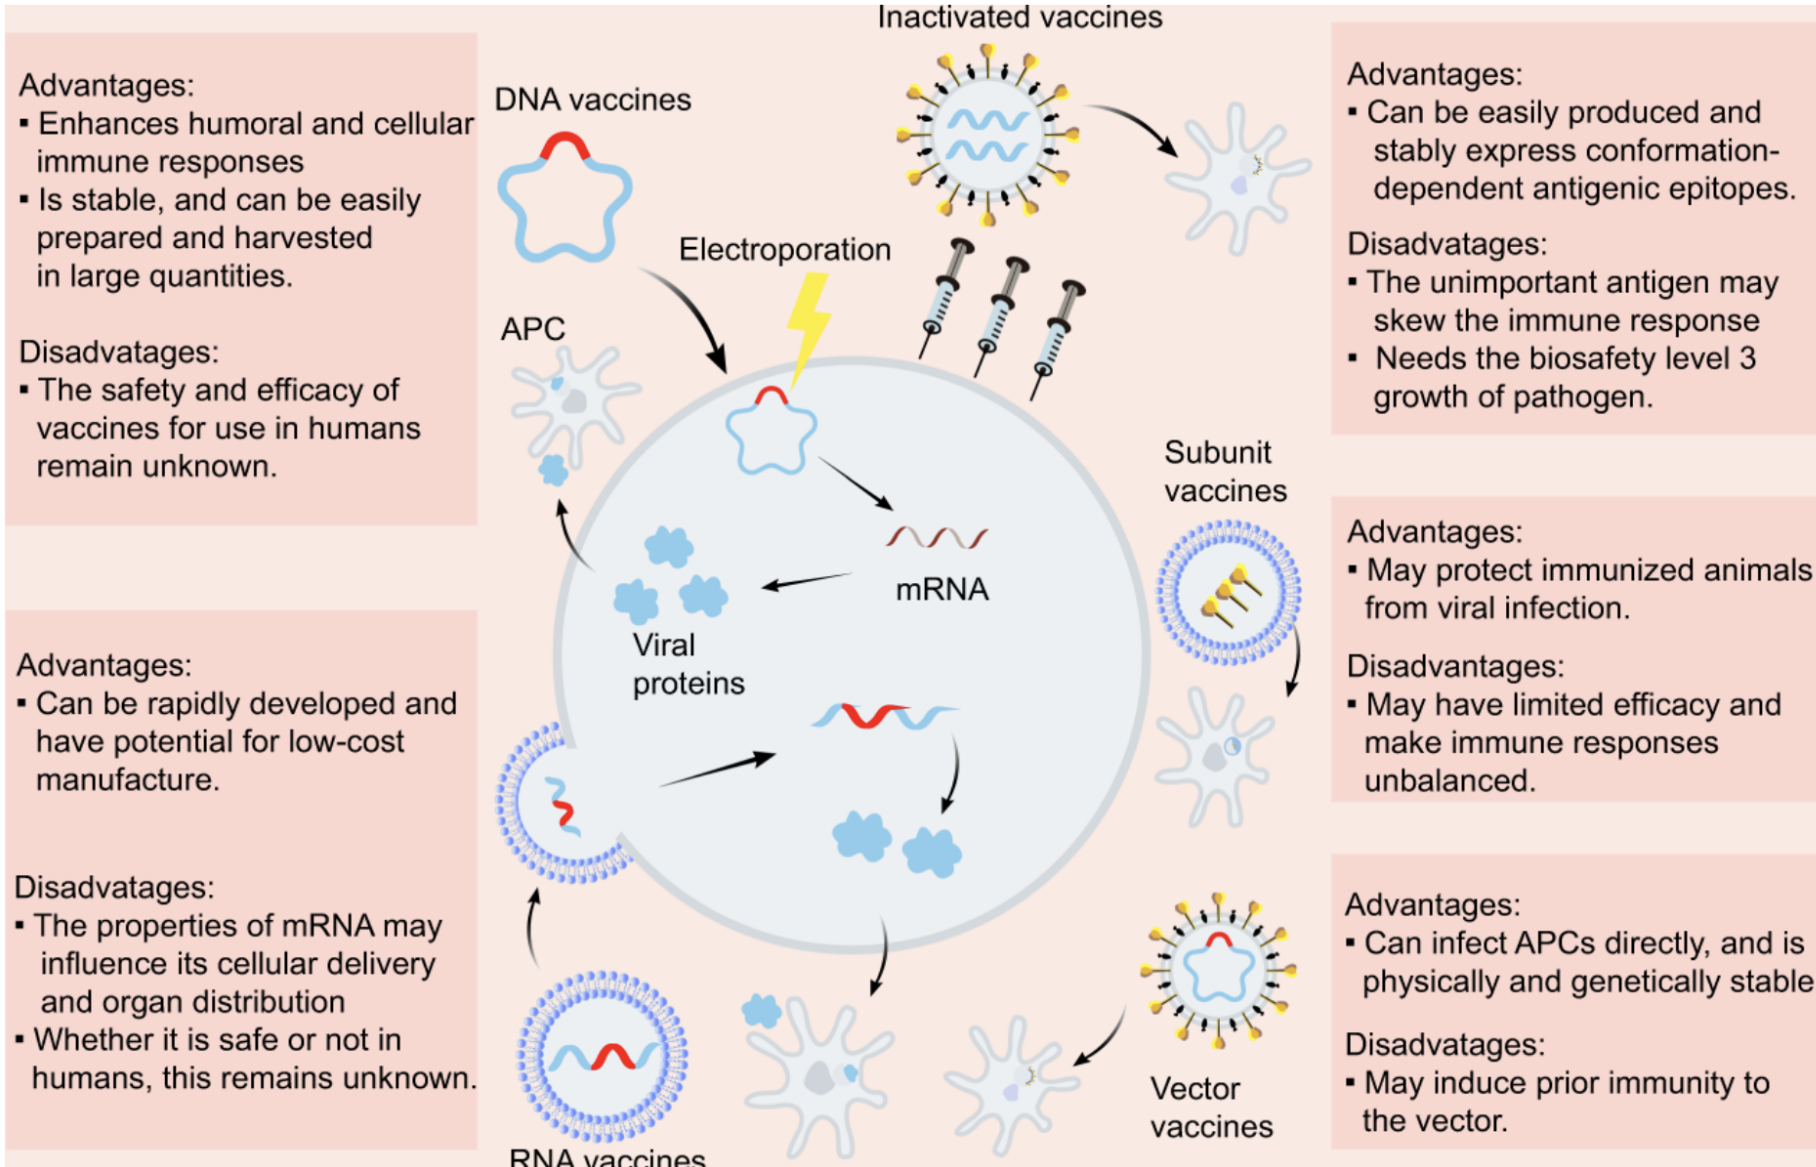 Inactivated vaccines
Advantages:
▪ Enhances humoral and cellular
immune responses
▪ Is stable, and can be easily
prepared and harvested
in large quantities.
Disadvatages:
▪ The safety and efficacy of
vaccines for use in humans
remain unknown.
DNA vaccines
Electroporation
APC
mRNA
Viral
proteins
Advantages:
▪ Can be easily produced and
stably express conformation-
dependent antigenic epitopes.
Disadvatages:
▪ The unimportant antigen may
skew the immune response
▪ Needs the biosafety level 3
growth of pathogen.
Subunit
vaccines
Advantages:
▪ May protect immunized animals
from viral infection.
Disadvantages:
▪ May have limited efficacy and
make immune responses
unbalanced.
Advantages:
▪ Can be rapidly developed and
have potential for low-cost
manufacture.
Disadvatages:
▪ The properties of mRNA may
influence its cellular delivery
and organ distribution
▪ Whether it is safe or not in
humans, this remains unknown.
RNA vaccines
Vector
vaccines
Advantages:
▪ Can infect APCs directly, and is
physically and genetically stable
Disadvatages:
▪ May induce prior immunity to
the vector.